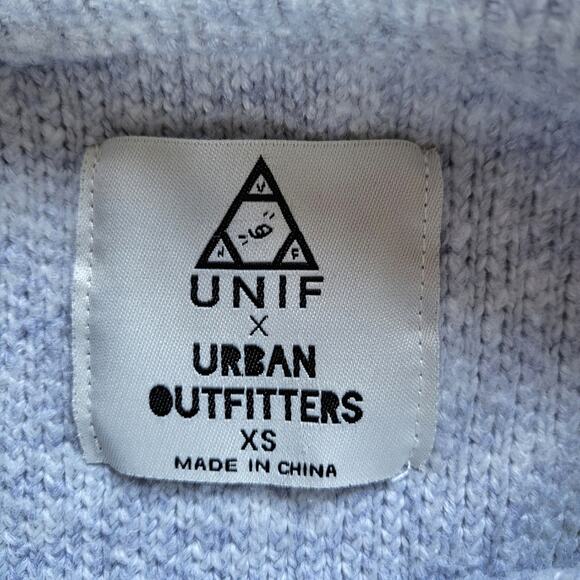 V
N F
UNIF
X
URBAN
OUTFITTERS
XS
MADE IN CHINA